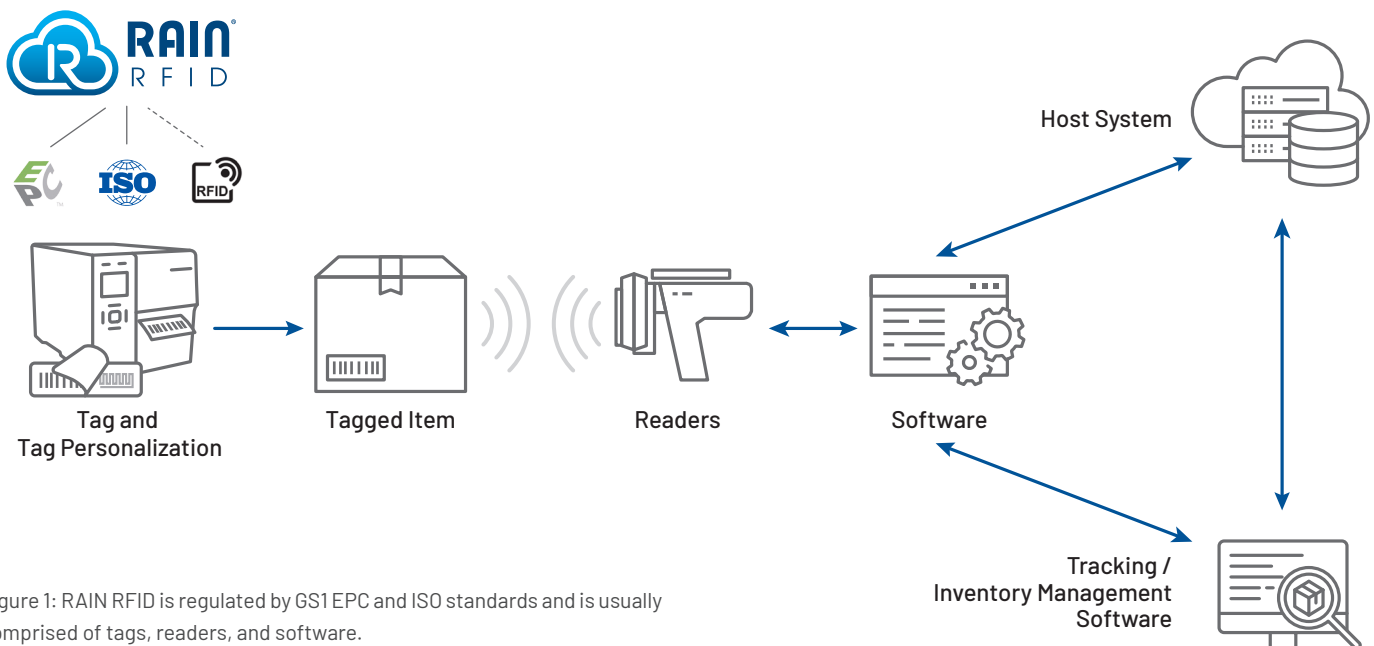 RAIN®
RFID
EPC™
ISO
RFID
Host System
Tag and
Tag Personalization
Tagged Item
Readers
Software
Tracking /
Inventory Management
Software
gure 1: RAIN RFID is regulated by GS1 EPC and ISO standards and is usually
omprised of tags, readers, and software.